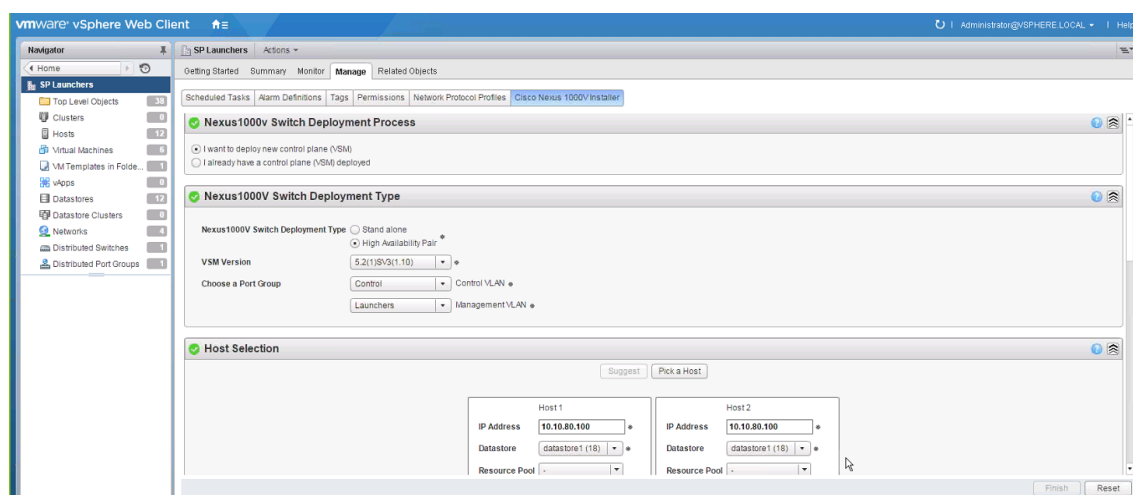 vmware® vSphere Web Client
Administrator@VSPHERE.LOCAL
Help
Navigator
Home
SP Launchers
Top Level Objects 38
Clusters 0
Hosts 12
Virtual Machines 6
VM Templates in Folde... 1
vApps 0
Datastores 12
Datastore Clusters 0
Networks 4
Distributed Switches 1
Distributed Port Groups 1
SP Launchers Actions
Getting Started Summary Monitor Manage Related Objects
Scheduled Tasks Alarm Definitions Tags Permissions Network Protocol Profiles Cisco Nexus 1000V Installer
Nexus1000v Switch Deployment Process
I want to deploy new control plane (VSM)
I already have a control plane (VSM) deployed
Nexus1000V Switch Deployment Type
Nexus1000V Switch Deployment Type Stand alone
High Availability Pair *
VSM Version 5.2(1)SV3(1.10) *
Choose a Port Group Control Control VLAN *
Launchers Management VLAN *
Host Selection
Suggest Pick a Host
Host 1 Host 2
IP Address 10.10.80.100 * IP Address 10.10.80.100 *
Datastore datastore1 (18) * Datastore datastore1 (18) *
Resource Pool - Resource Pool -
Finish Reset